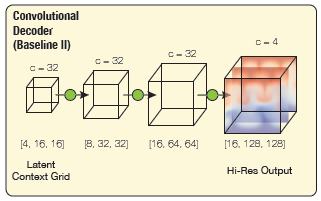 Convolutional
Decoder
(Baseline II)
c = 32
c = 32
c = 32
c = 4
[4, 16, 16]
[8, 32, 32]
[16, 64, 64]
[16, 128, 128]
Latent
Context Grid
Hi-Res Output